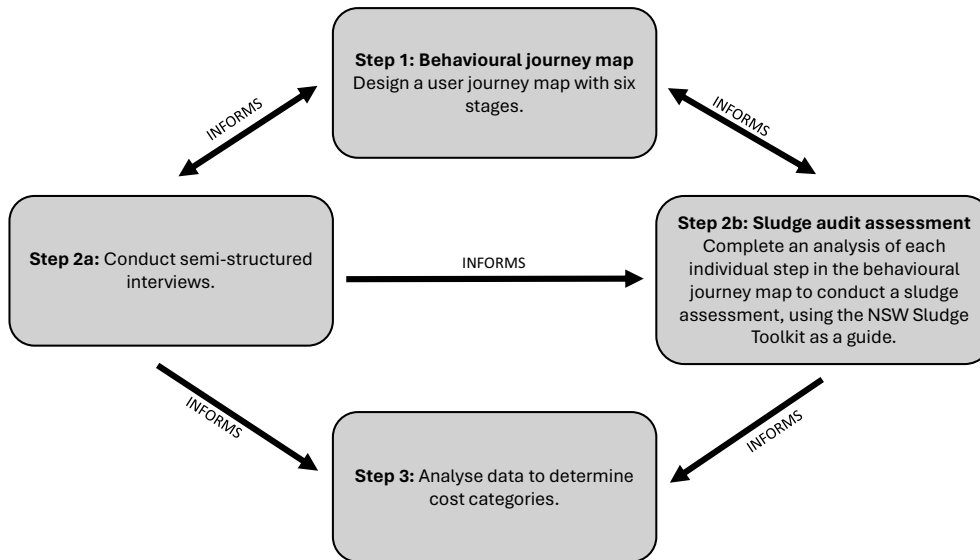 Step 1: Behavioural journey map
Design a user journey map with six
stages.
INFORMS
INFORMS
Step 2a: Conduct semi-structured
interviews.
INFORMS
Step 2b: Sludge audit assessment
Complete an analysis of each
individual step in the behavioural
journey map to conduct a sludge
assessment, using the NSW Sludge
Toolkit as a guide.
INFORMS
INFORMS
Step 3: Analyse data to determine
cost categories.